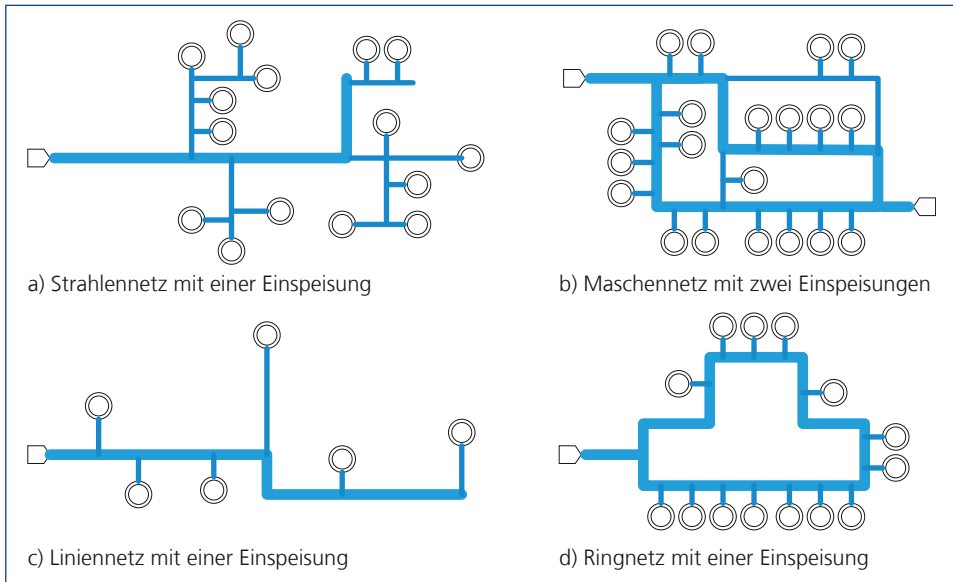 a) Strahlennetz mit einer Einspeisung
b) Maschennetz mit zwei Einspeisungen
c) Liniennetz mit einer Einspeisung
d) Ringnetz mit einer Einspeisung